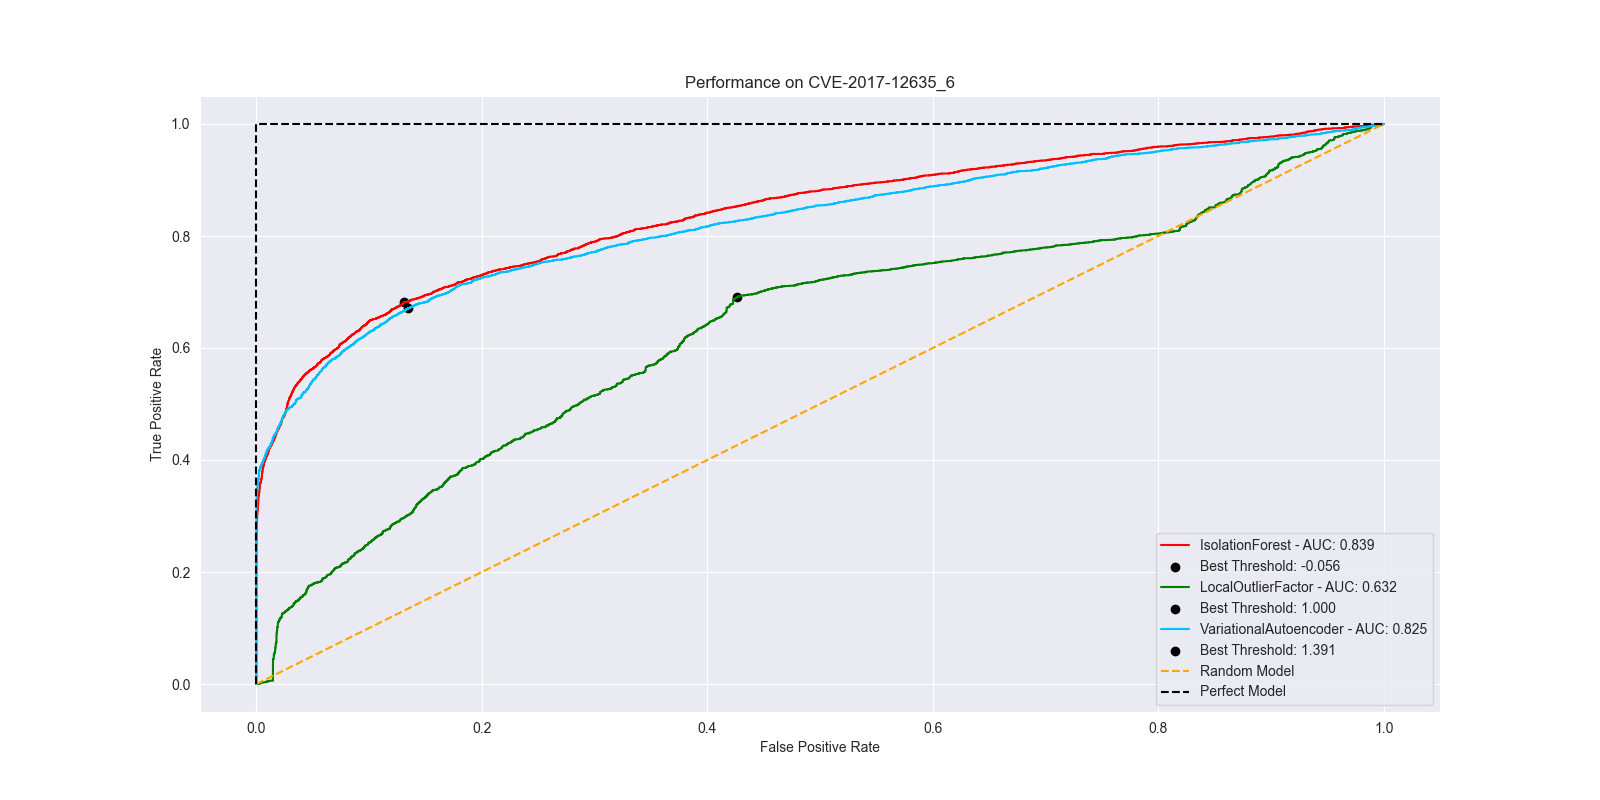 Performance on CVE-2017-12635_6
1.0
0.8
0.6
0.4
0.2
0.0
True Positive Rate
IsolationForest - AUC: 0.839
Best Threshold: -0.056
LocalOutlierFactor - AUC: 0.632
Best Threshold: 1.000
VariationalAutoencoder - AUC: 0.825
Best Threshold: 1.391
Random Model
Perfect Model
0.0 0.2 0.4 0.6 0.8 1.0
False Positive Rate